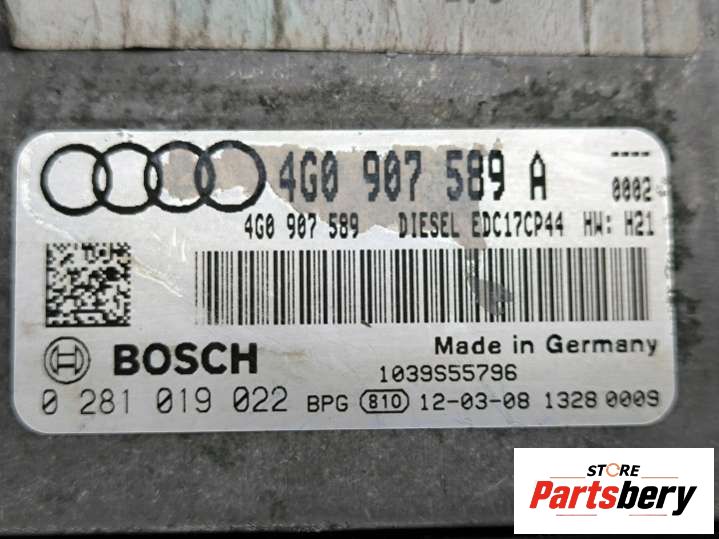 4G0 907 589 A
----
0002
4G0 907 589 DIESEL EDC17CP44 HW: H21
BOSCH
Made in Germany
1039S55796
0 281 019 022 BPG 810 12-03-08 1328 0009
STORE
Partsbery